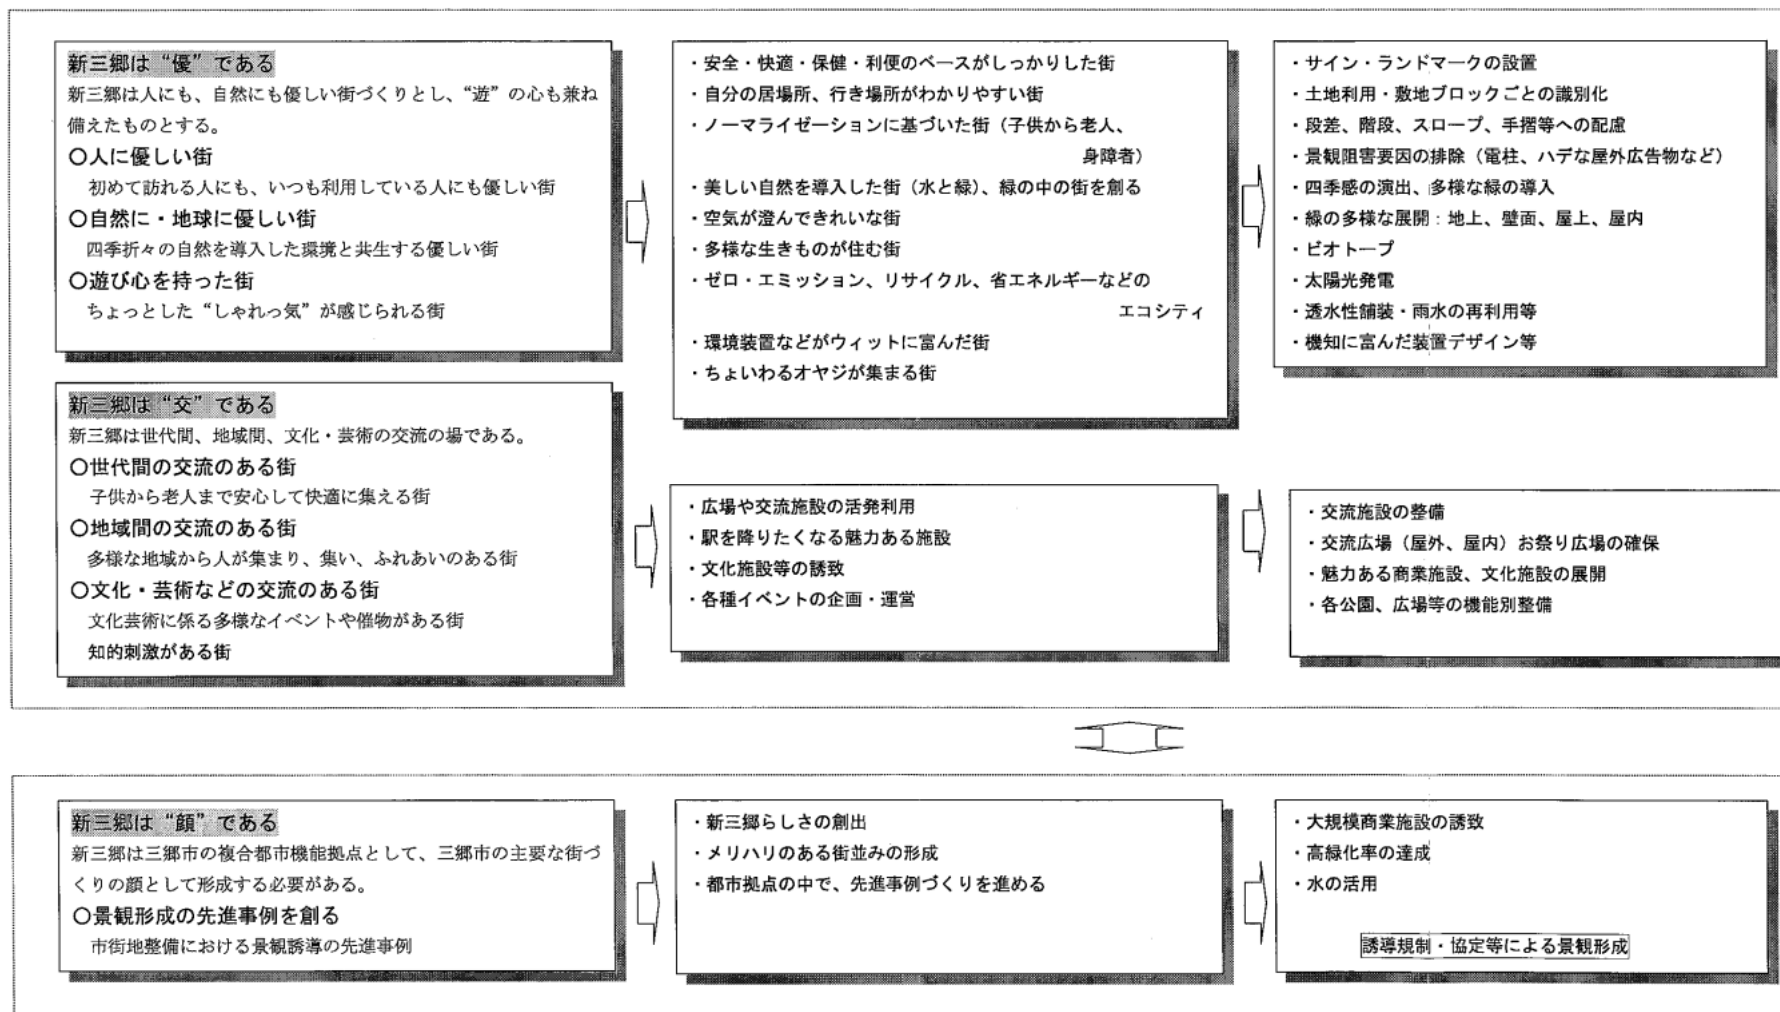 新三郷は“優”である
新三郷は人にも、自然にも優しい街づくりとし、“遊”の心も兼ね
備えたものとする。
○人に優しい街
初めて訪れる人にも、いつも利用している人にも優しい街
○自然に・地球に優しい街
四季折々の自然を導入した環境と共生する優しい街
○遊び心を持った街
ちょっとした“しゃれっ気”が感じられる街
・安全・快適・保健・利便のベースがしっかりした街
・自分の居場所、行き場所がわかりやすい街
・ノーマライゼーションに基づいた街（子供から老人、
身障者）
・美しい自然を導入した街（水と緑）、緑の中の街を創る
・空気が澄んできれいな街
・多様な生きものが住む街
・ゼロ・エミッション、リサイクル、省エネルギーなどの
エコシティ
・環境装置などがウィットに富んだ街
・ちょいわるオヤジが集まる街
・サイン・ランドマークの設置
・土地利用・敷地ブロックごとの識別化
・段差、階段、スロープ、手摺等への配慮
・景観阻害要因の排除（電柱、ハデな屋外広告物など）
・四季感の演出、多様な緑の導入
・緑の多様な展開：地上、壁面、屋上、屋内
・ビオトープ
・太陽光発電
・透水性舗装・雨水の再利用等
・機知に富んだ装置デザイン等
新三郷は“交”である
新三郷は世代間、地域間、文化・芸術の交流の場である。
○世代間の交流のある街
子供から老人まで安心して快適に集える街
○地域間の交流のある街
多様な地域から人が集まり、集い、ふれあいのある街
○文化・芸術などの交流のある街
文化芸術に係る多様なイベントや催物がある街
知的刺激がある街
・広場や交流施設の活発利用
・駅を降りたくなる魅力ある施設
・文化施設等の誘致
・各種イベントの企画・運営
・交流施設の整備
・交流広場（屋外、屋内）お祭り広場の確保
・魅力ある商業施設、文化施設の展開
・各公園、広場等の機能別整備
新三郷は“顔”である
新三郷は三郷市の複合都市機能拠点として、三郷市の主要な街づ
くりの顔として形成する必要がある。
○景観形成の先進事例を創る
市街地整備における景観誘導の先進事例
・新三郷らしさの創出
・メリハリのある街並みの形成
・都市拠点の中で、先進事例づくりを進める
・大規模商業施設の誘致
・高緑化率の達成
・水の活用
誘導規制・協定等による景観形成